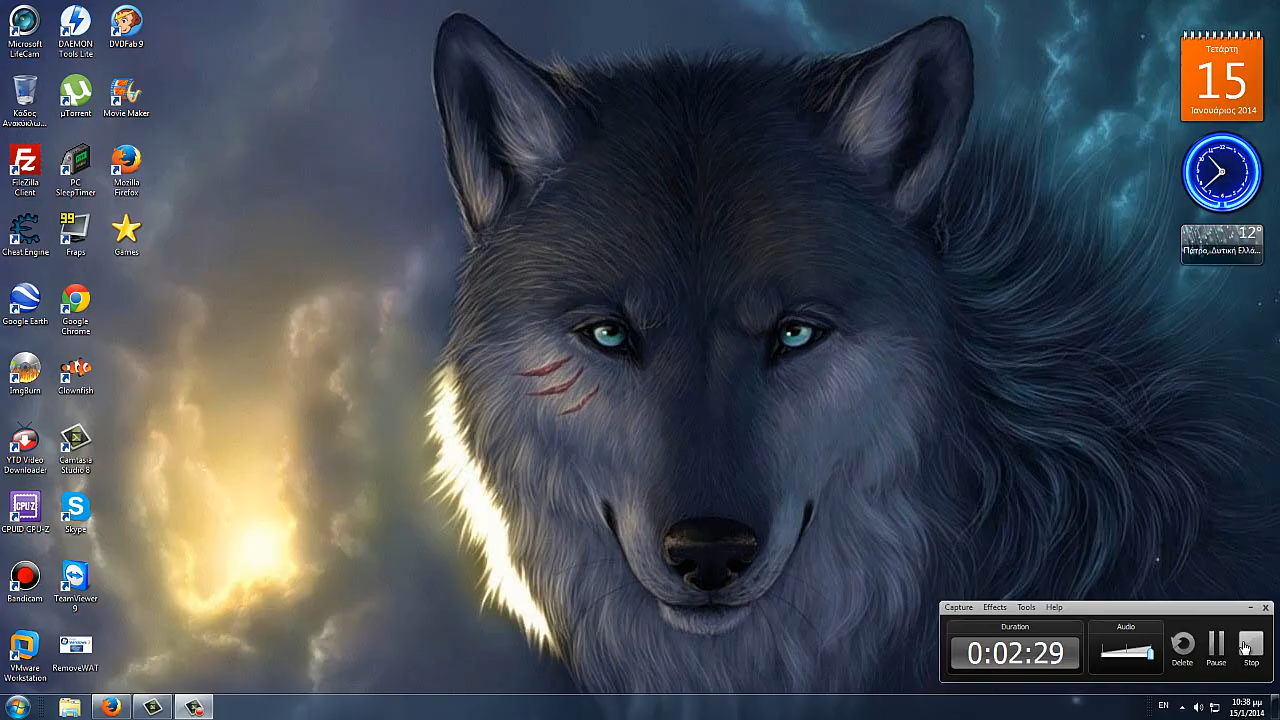 Microsoft
LifeCam
DAEMON
Tools Lite
DVDFab 9
Κάδος
Ανακύκλω...
µTorrent
Movie Maker
FileZilla
Client
PC
SleepTimer
Mozilla
Firefox
Cheat Engine
99
Fraps
Games
Google Earth
Google
Chrome
ImgBurn
Clownfish
YTD Video
Downloader
Camtasia
Studio 8
CPU-Z
CPUID CPU-Z
Skype
Bandicam
TeamViewer
9
VMware
Workstation
RemoveWAT
Τετάρτη
15
Ιανουάριος 2014
12°
Πάτρα, Δυτική Ελλά...
Capture Effects Tools Help
Duration
0:02:29
Audio
Delete Pause Stop
EN
10:38 μμ
15/1/2014